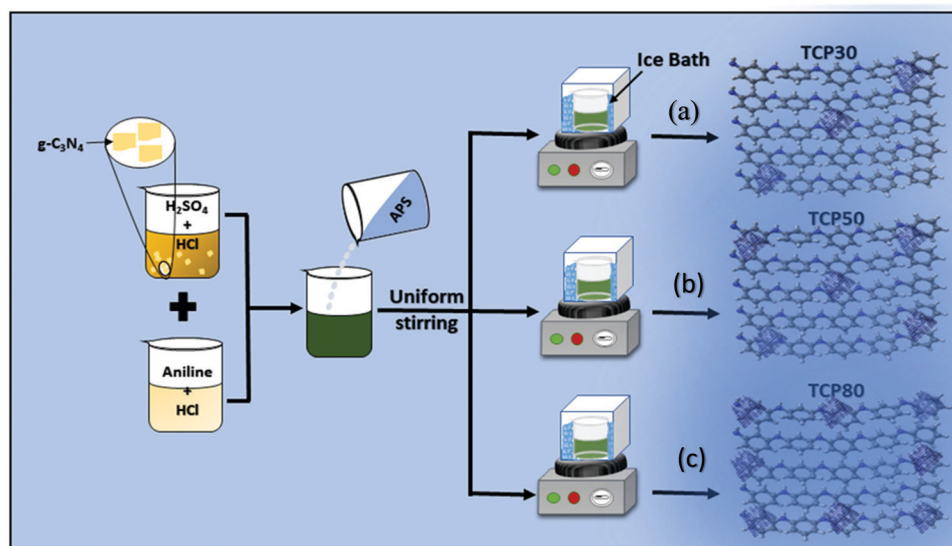 g-C₃N₄
H₂SO₄
+
HCl
Aniline
+
HCl
APS
Uniform
stirring
Ice Bath
(a)
TCP30
(b)
TCP50
(c)
TCP80